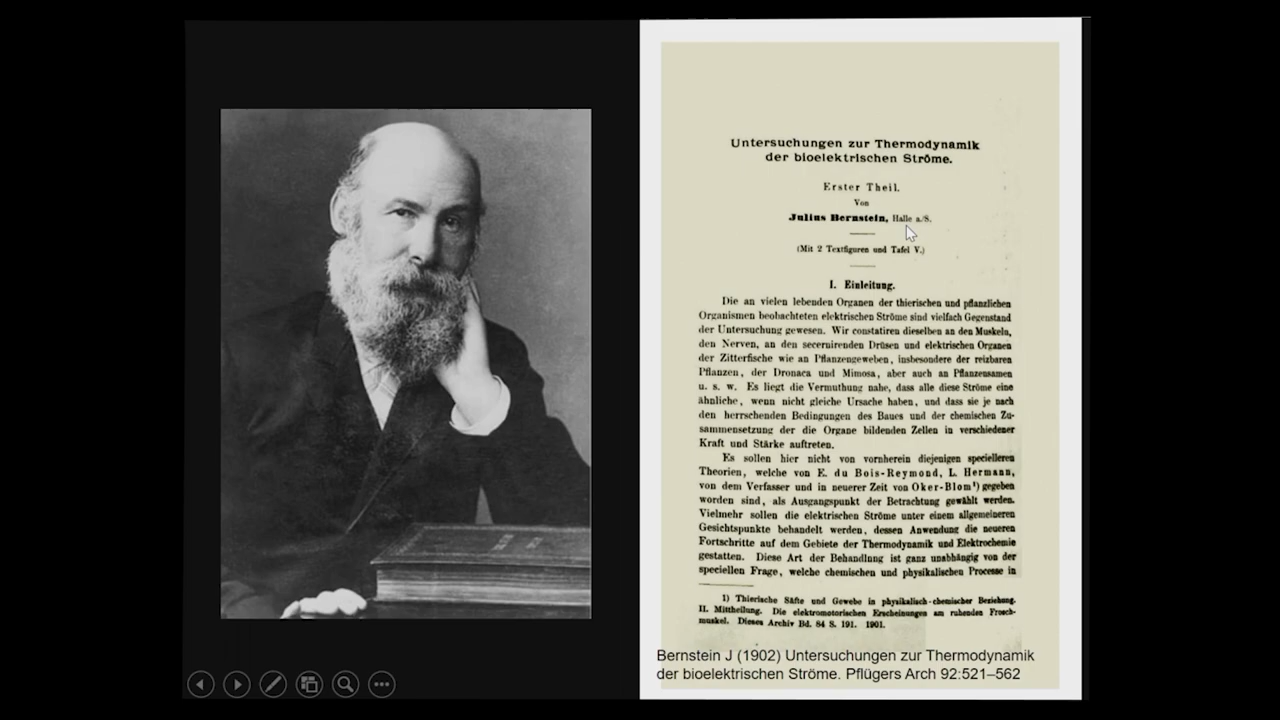 Untersuchungen zur Thermodynamik
der bioelektrischen Ströme.
Erster Theil.
Von
Julius Bernstein, Halle a./S.
(Mit 2 Textfiguren und Tafel V.)
I. Einleitung.
Die an vielen lebenden Organen der thierischen und pflanzlichen
Organismen beobachteten elektrischen Ströme sind vielfach Gegenstand
der Untersuchung gewesen. Wir constatiren dieselben an den Muskeln,
den Nerven, an den secernirenden Drüsen und elektrischen Organen
der Zitterfische wie an Pflanzengeweben, insbesondere der reizbaren
Pflanzen, der Dronaca und Mimosa, aber auch an Pflanzensamen
u. s. w. Es liegt die Vermuthung nahe, dass alle diese Ströme eine
ähnliche, wenn nicht gleiche Ursache haben, und dass sie je nach
den herrschenden Bedingungen des Baues und der chemischen Zu-
sammensetzung der die Organe bildenden Zellen in verschiedener
Kraft und Stärke auftreten.
Es sollen hier nicht von vornherein diejenigen specielleren
Theorien, welche von E. du Bois-Reymond, L. Hermann,
von dem Verfasser und in neuerer Zeit von Oker-Blom¹) gegeben
worden sind, als Ausgangspunkt der Betrachtung gewählt werden.
Vielmehr sollen die elektrischen Ströme unter einem allgemeineren
Gesichtspunkte behandelt werden, dessen Anwendung die neueren
Fortschritte auf dem Gebiete der Thermodynamik und Elektrochemie
gestatten. Diese Art der Behandlung ist ganz unabhängig von der
speciellen Frage, welche chemischen und physikalischen Processe in
1) Thierische Säfte und Gewebe in physikalisch-chemischer Beziehung.
II. Mittheilung. Die elektromotorischen Erscheinungen am ruhenden Frosch-
muskel. Dieses Archiv Bd. 84 S. 191. 1901.
Bernstein J (1902) Untersuchungen zur Thermodynamik
der bioelektrischen Ströme. Pflügers Arch 92:521–562